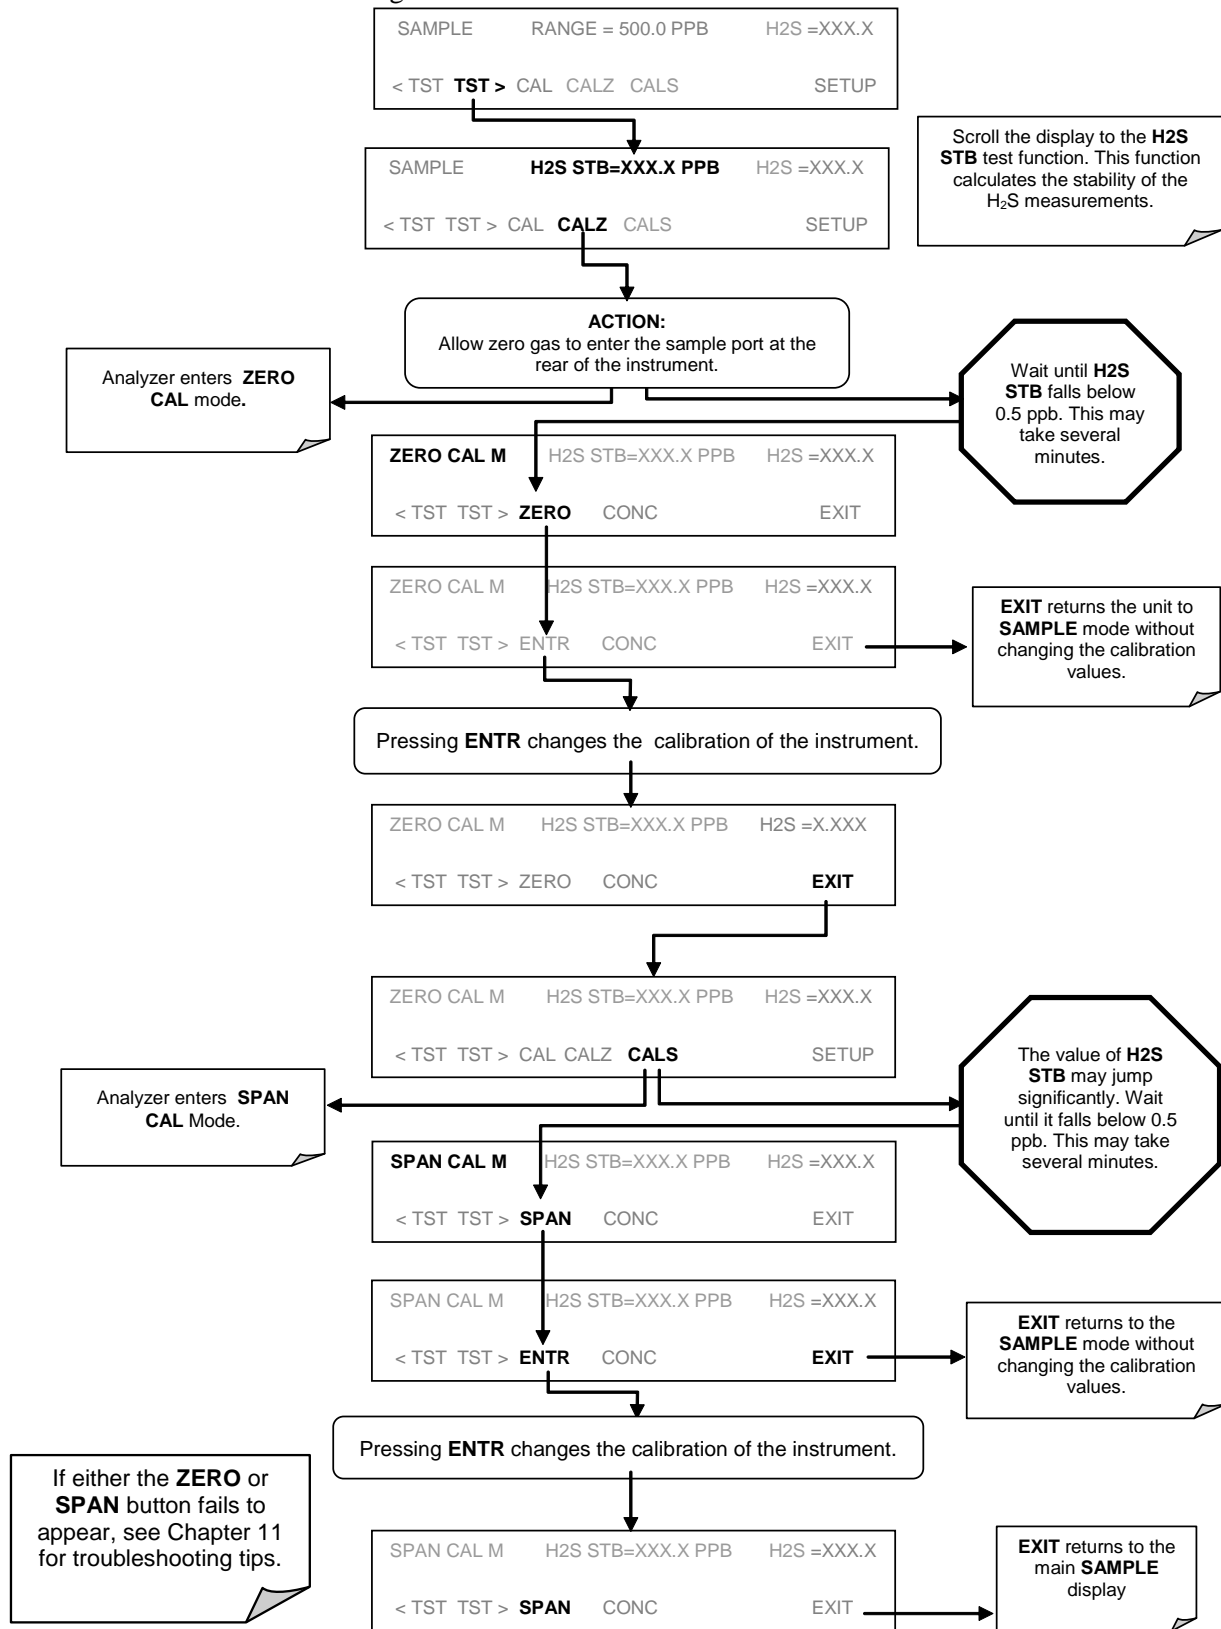 SAMPLE RANGE = 500.0 PPB H2S =XXX.X
< TST TST > CAL CALZ CALS SETUP
Scroll the display to the H2S
STB test function. This function
calculates the stability of the
H2S measurements.
SAMPLE H2S STB=XXX.X PPB H2S =XXX.X
< TST TST > CAL CALZ CALS SETUP
ACTION:
Allow zero gas to enter the sample port at the
rear of the instrument.
Analyzer enters ZERO
CAL mode.
Wait until H2S
STB falls below
0.5 ppb. This may
take several
minutes.
ZERO CAL M H2S STB=XXX.X PPB H2S =XXX.X
< TST TST > ZERO CONC EXIT
ZERO CAL M H2S STB=XXX.X PPB H2S =XXX.X
< TST TST > ENTR CONC EXIT
EXIT returns the unit to
SAMPLE mode without
changing the calibration
values.
Pressing ENTR changes the calibration of the instrument.
ZERO CAL M H2S STB=XXX.X PPB H2S =X.XXX
< TST TST > ZERO CONC EXIT
ZERO CAL M H2S STB=XXX.X PPB H2S =XXX.X
< TST TST > CAL CALZ CALS SETUP
Analyzer enters SPAN
CAL Mode.
The value of H2S
STB may jump
significantly. Wait
until it falls below 0.5
ppb. This may take
several minutes.
SPAN CAL M H2S STB=XXX.X PPB H2S =XXX.X
< TST TST > SPAN CONC EXIT
SPAN CAL M H2S STB=XXX.X PPB H2S =XXX.X
< TST TST > ENTR CONC EXIT
EXIT returns to the
SAMPLE mode without
changing the calibration
values.
Pressing ENTR changes the calibration of the instrument.
If either the ZERO or
SPAN button fails to
appear, see Chapter 11
for troubleshooting tips.
SPAN CAL M H2S STB=XXX.X PPB H2S =XXX.X
< TST TST > SPAN CONC EXIT
EXIT returns to the
main SAMPLE
display